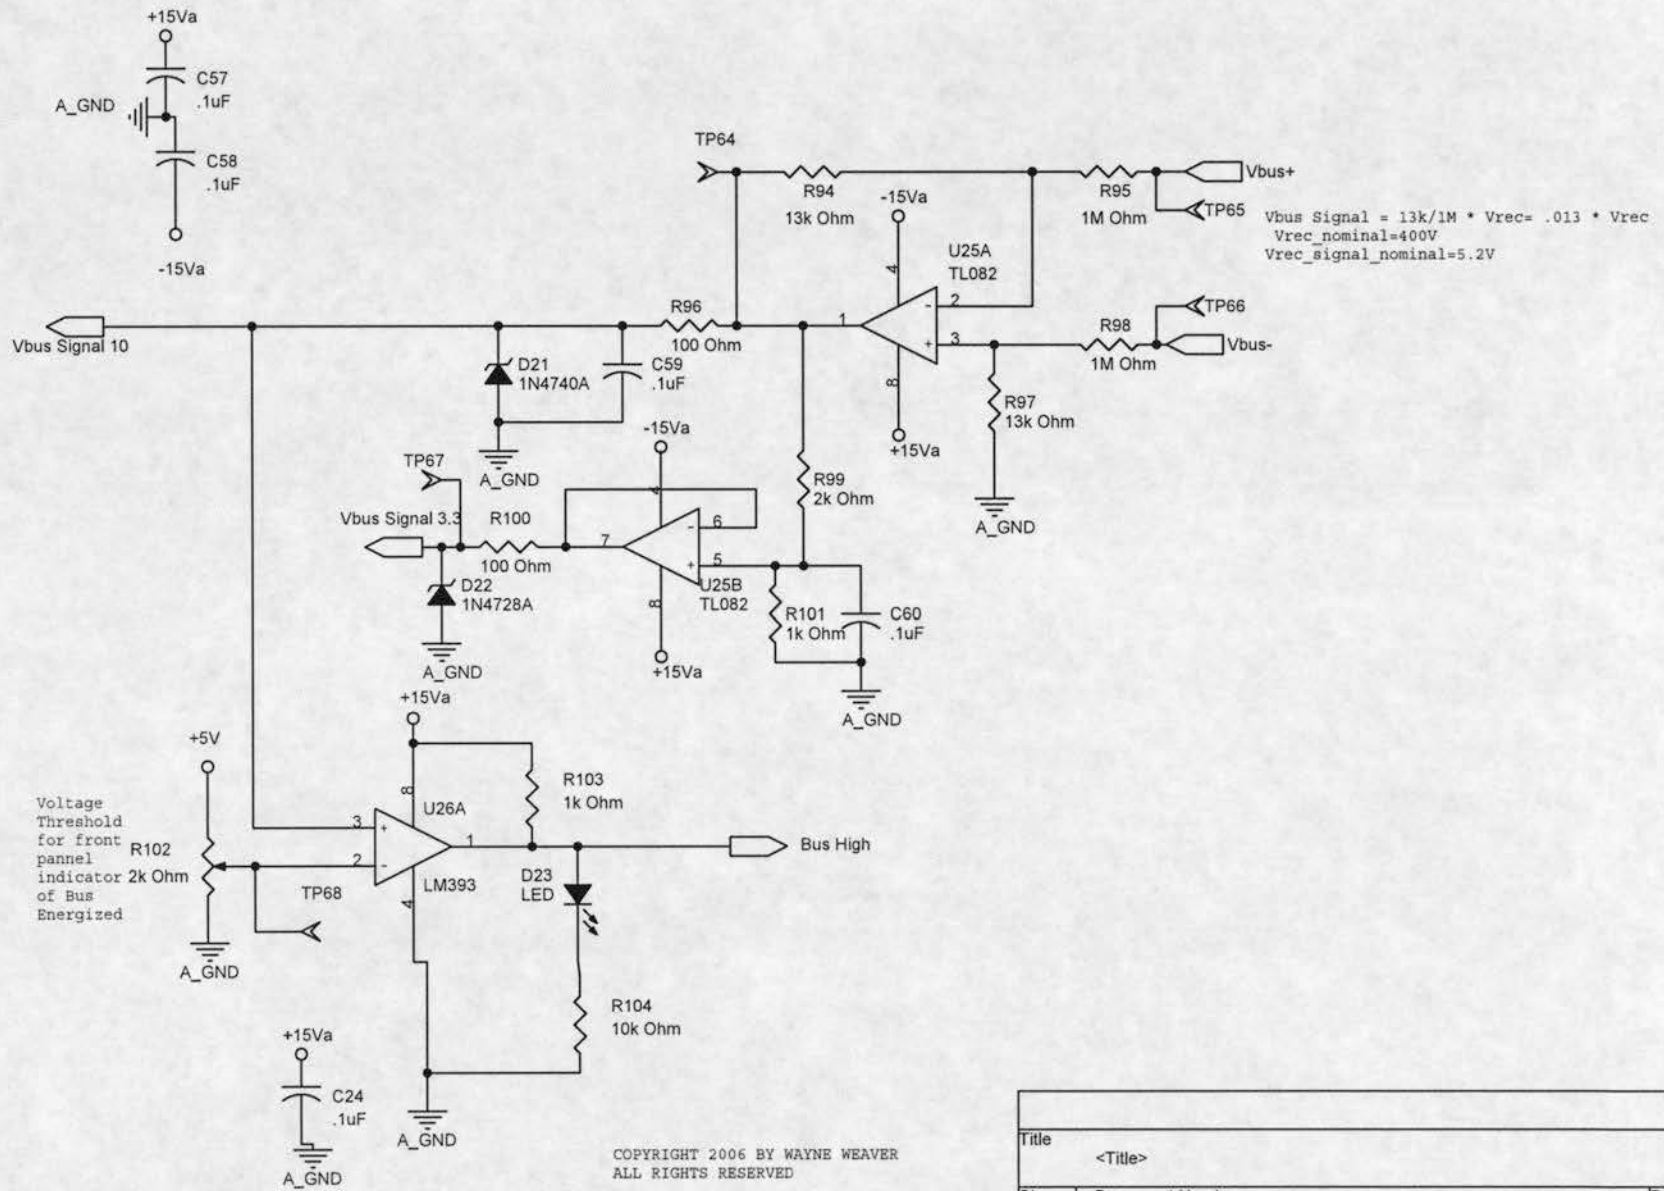 +15Va
C57
.1uF
A_GND
C58
.1uF
-15Va
TP64
R94
13k Ohm
R95
1M Ohm
Vbus+
TP65
Vbus Signal = 13k/1M * Vrec= .013 * Vrec
Vrec_nominal=400V
Vrec_signal_nominal=5.2V
-15Va
4
U25A
TL082
2
-
3
+
1
8
+15Va
TP66
R98
1M Ohm
Vbus-
R97
13k Ohm
A_GND
R96
100 Ohm
Vbus Signal 10
D21
1N4740A
C59
.1uF
A_GND
-15Va
4
TP67
R99
2k Ohm
Vbus Signal 3.3
R100
100 Ohm
7
-
6
+
5
U25B
TL082
8
+15Va
D22
1N4728A
A_GND
R101
1k Ohm
C60
.1uF
A_GND
+15Va
+5V
8
U26A
R103
1k Ohm
Voltage
Threshold
for front
pannel
indicator
of Bus
Energized
R102
2k Ohm
3
+
2
-
1
Bus High
LM393
4
TP68
D23
LED
A_GND
R104
10k Ohm
+15Va
C24
.1uF
A_GND
A_GND
COPYRIGHT 2006 BY WAYNE WEAVER
ALL RIGHTS RESERVED
Title
<Title>